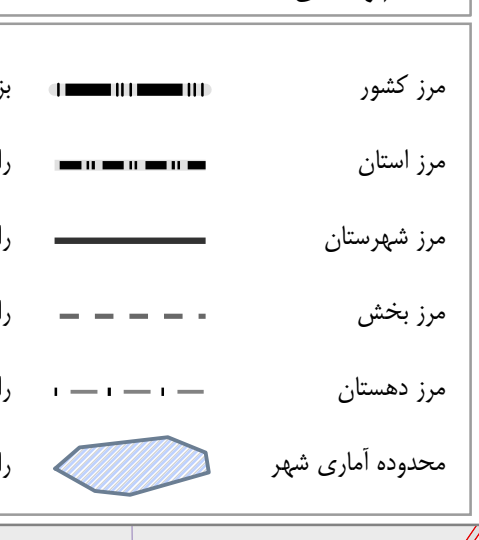 مرز کشور
مرز استان
مرز شهرستان
مرز بخش
مرز دهستان
محدوده آماری شهر